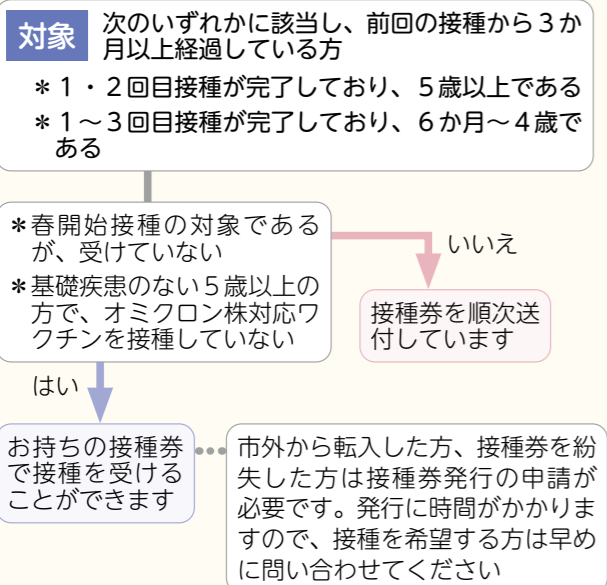 対象
次のいずれかに該当し、前回の接種から3か
月以上経過している方
＊1・2回目接種が完了しており、5歳以上である
＊1～3回目接種が完了しており、6か月～4歳で
ある
＊春開始接種の対象である
が、受けていない
＊基礎疾患のない5歳以上の
方で、オミクロン株対応ワ
クチンを接種していない
いいえ
接種券を順次送
付しています
はい
お持ちの接種券
で接種を受ける
ことができます
市外から転入した方、接種券を紛
失した方は接種券発行の申請が
必要です。発行に時間がかかりま
すので、接種を希望する方は早め
に問い合わせてください